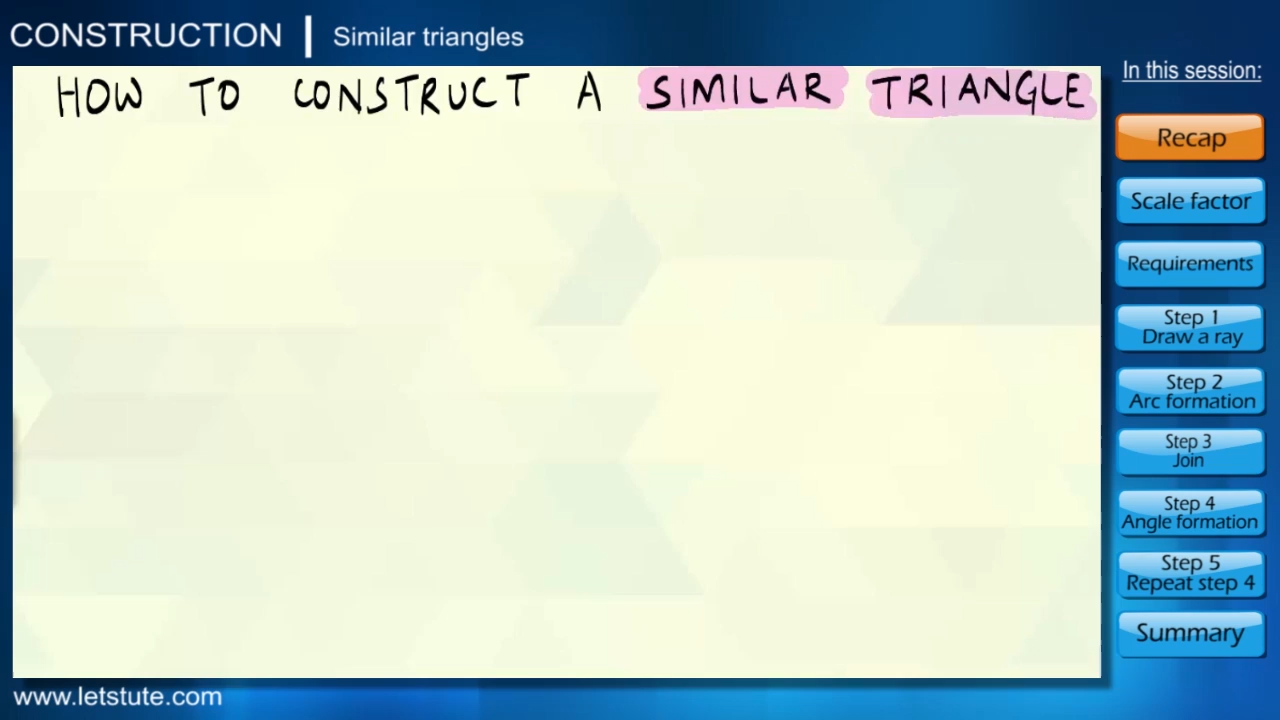 CONSTRUCTION | Similar triangles
HOW TO CONSTRUCT A SIMILAR TRIANGLE
In this session:
Recap
Scale factor
Requirements
Step 1
Draw a ray
Step 2
Arc formation
Step 3
Join
Step 4
Angle formation
Step 5
Repeat step 4
Summary
www.letstute.com